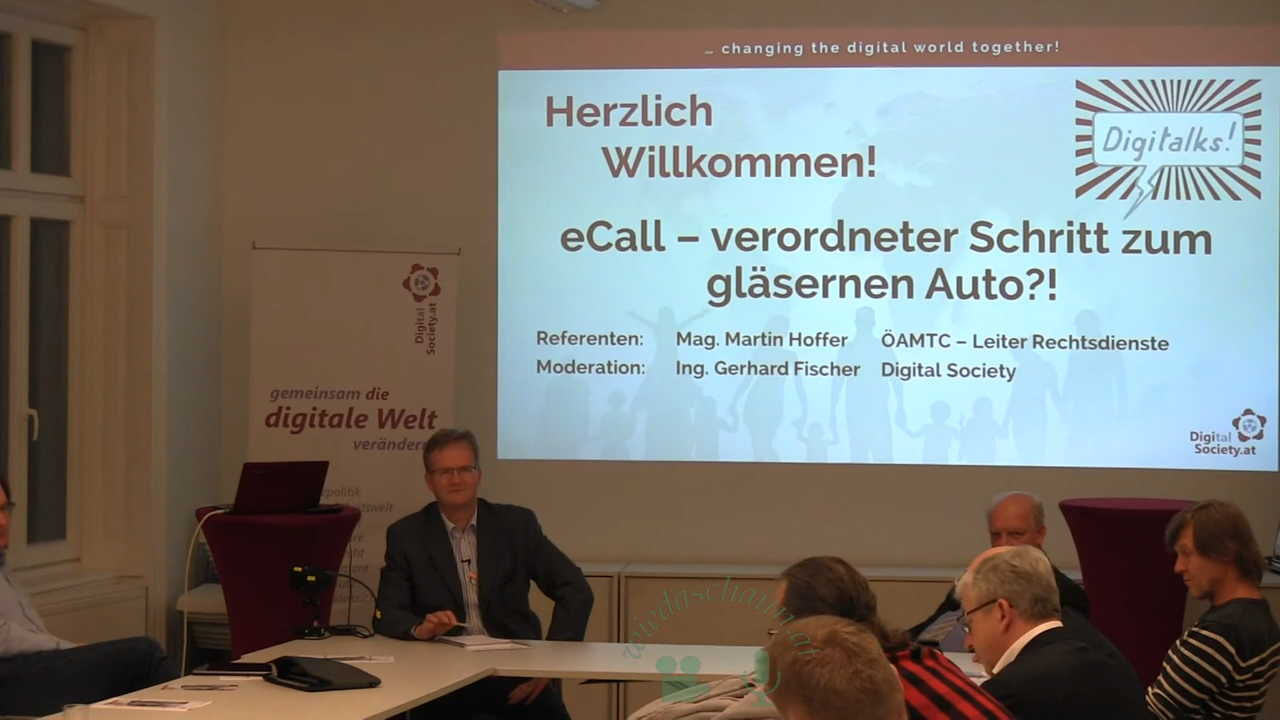 … changing the digital world together!
Herzlich
Willkommen!
Digitalks!
eCall – verordneter Schritt zum
gläsernen Auto?!
Referenten: Mag. Martin Hoffer ÖAMTC – Leiter Rechtsdienste
Moderation: Ing. Gerhard Fischer Digital Society
Digital
Society.at
Digital
Society.at
gemeinsam die
digitale Welt
veränder
wiedaschaun.at